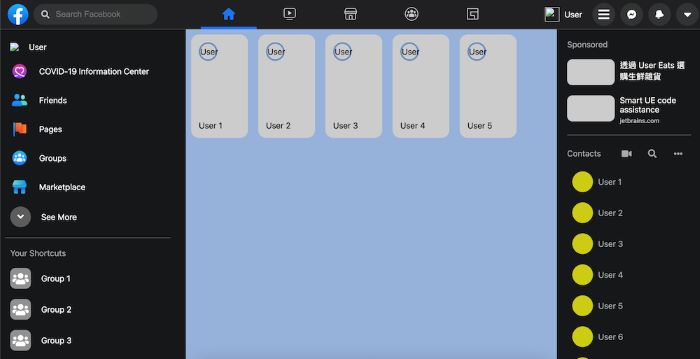 Search Facebook
User
User
COVID-19 Information Center
Friends
Pages
Groups
Marketplace
See More
Your Shortcuts
Group 1
Group 2
Group 3
User
User
User
User
User
User 1
User 2
User 3
User 4
User 5
Sponsored
透過 User Eats 選
購生鮮雜貨
Smart UE code
assistance
jetbrains.com
Contacts
User 1
User 2
User 3
User 4
User 5
User 6